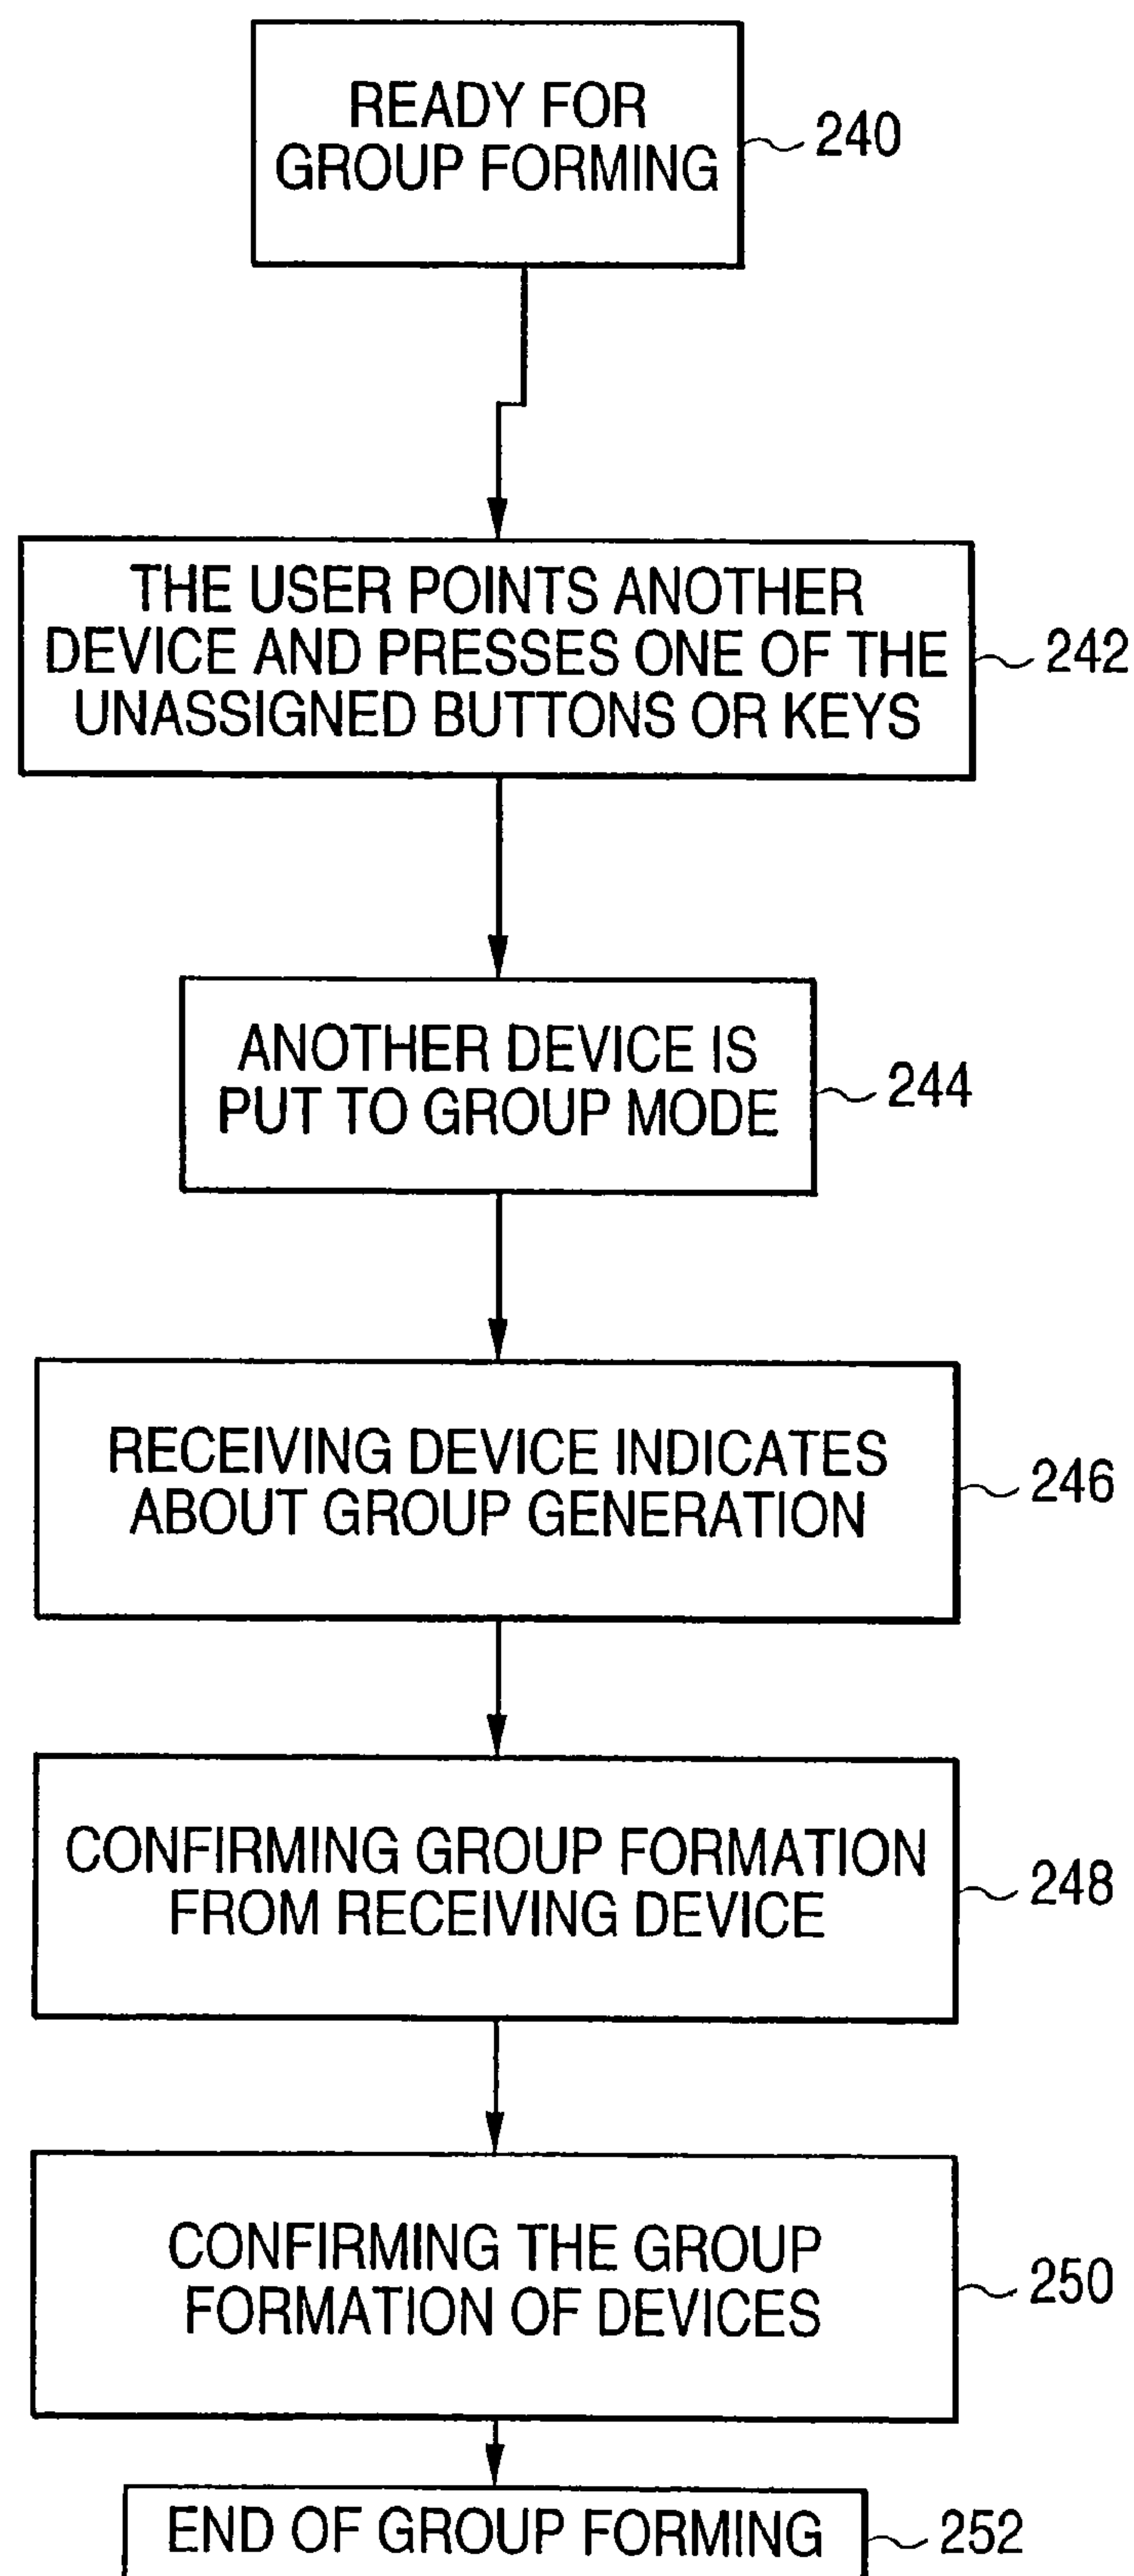 READY FOR
GROUP FORMING
240
THE USER POINTS ANOTHER
DEVICE AND PRESSES ONE OF THE
UNASSIGNED BUTTONS OR KEYS
242
ANOTHER DEVICE IS
PUT TO GROUP MODE
244
RECEIVING DEVICE INDICATES
ABOUT GROUP GENERATION
246
CONFIRMING GROUP FORMATION
FROM RECEIVING DEVICE
248
CONFIRMING THE GROUP
FORMATION OF DEVICES
250
END OF GROUP FORMING
252